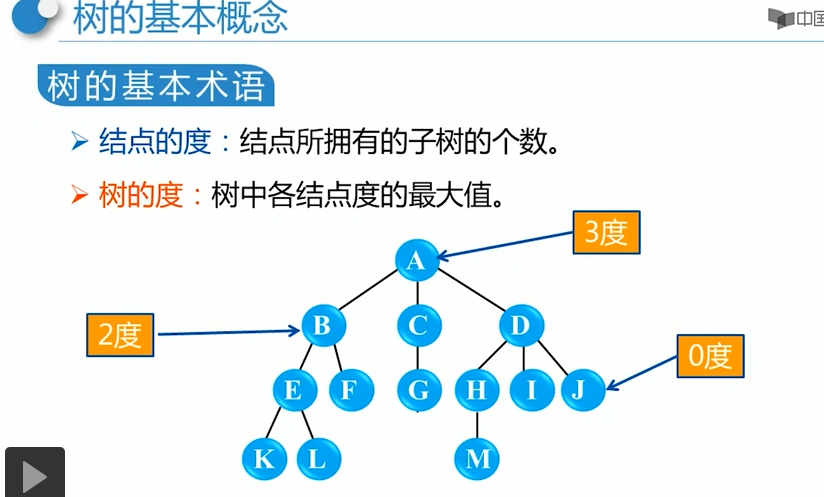 树的基本概念
中国
树的基本术语
➢ 结点的度：结点所拥有的子树的个数。
➢ 树的度：树中各结点度的最大值。
3度
A
2度
B C D
0度
E F G H I J
K L M